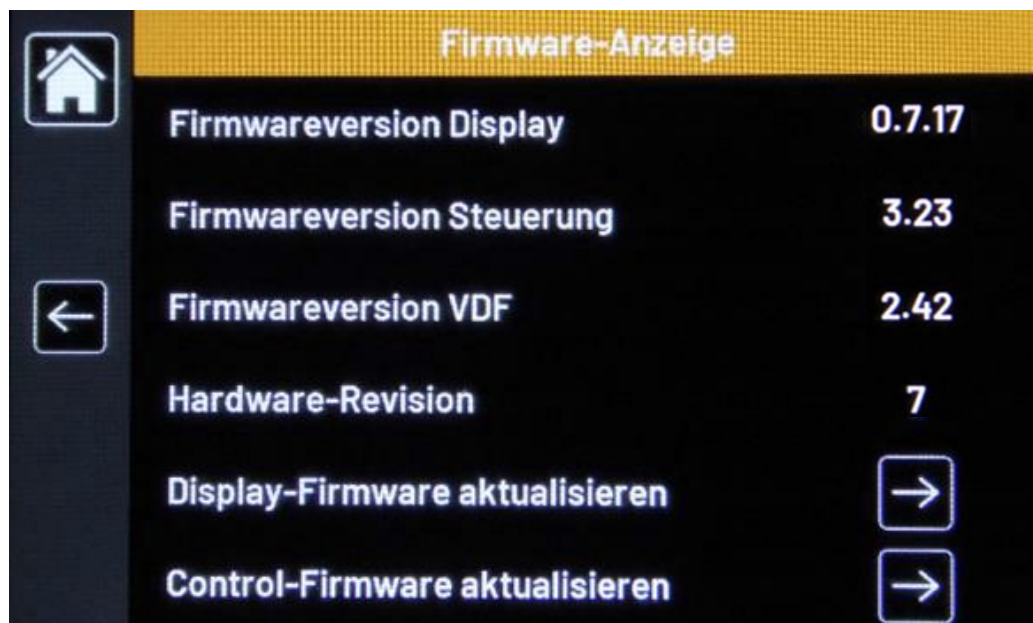 Firmware-Anzeige
Firmwareversion Display 0.7.17
Firmwareversion Steuerung 3.23
Firmwareversion VDF 2.42
Hardware-Revision 7
Display-Firmware aktualisieren
Control-Firmware aktualisieren